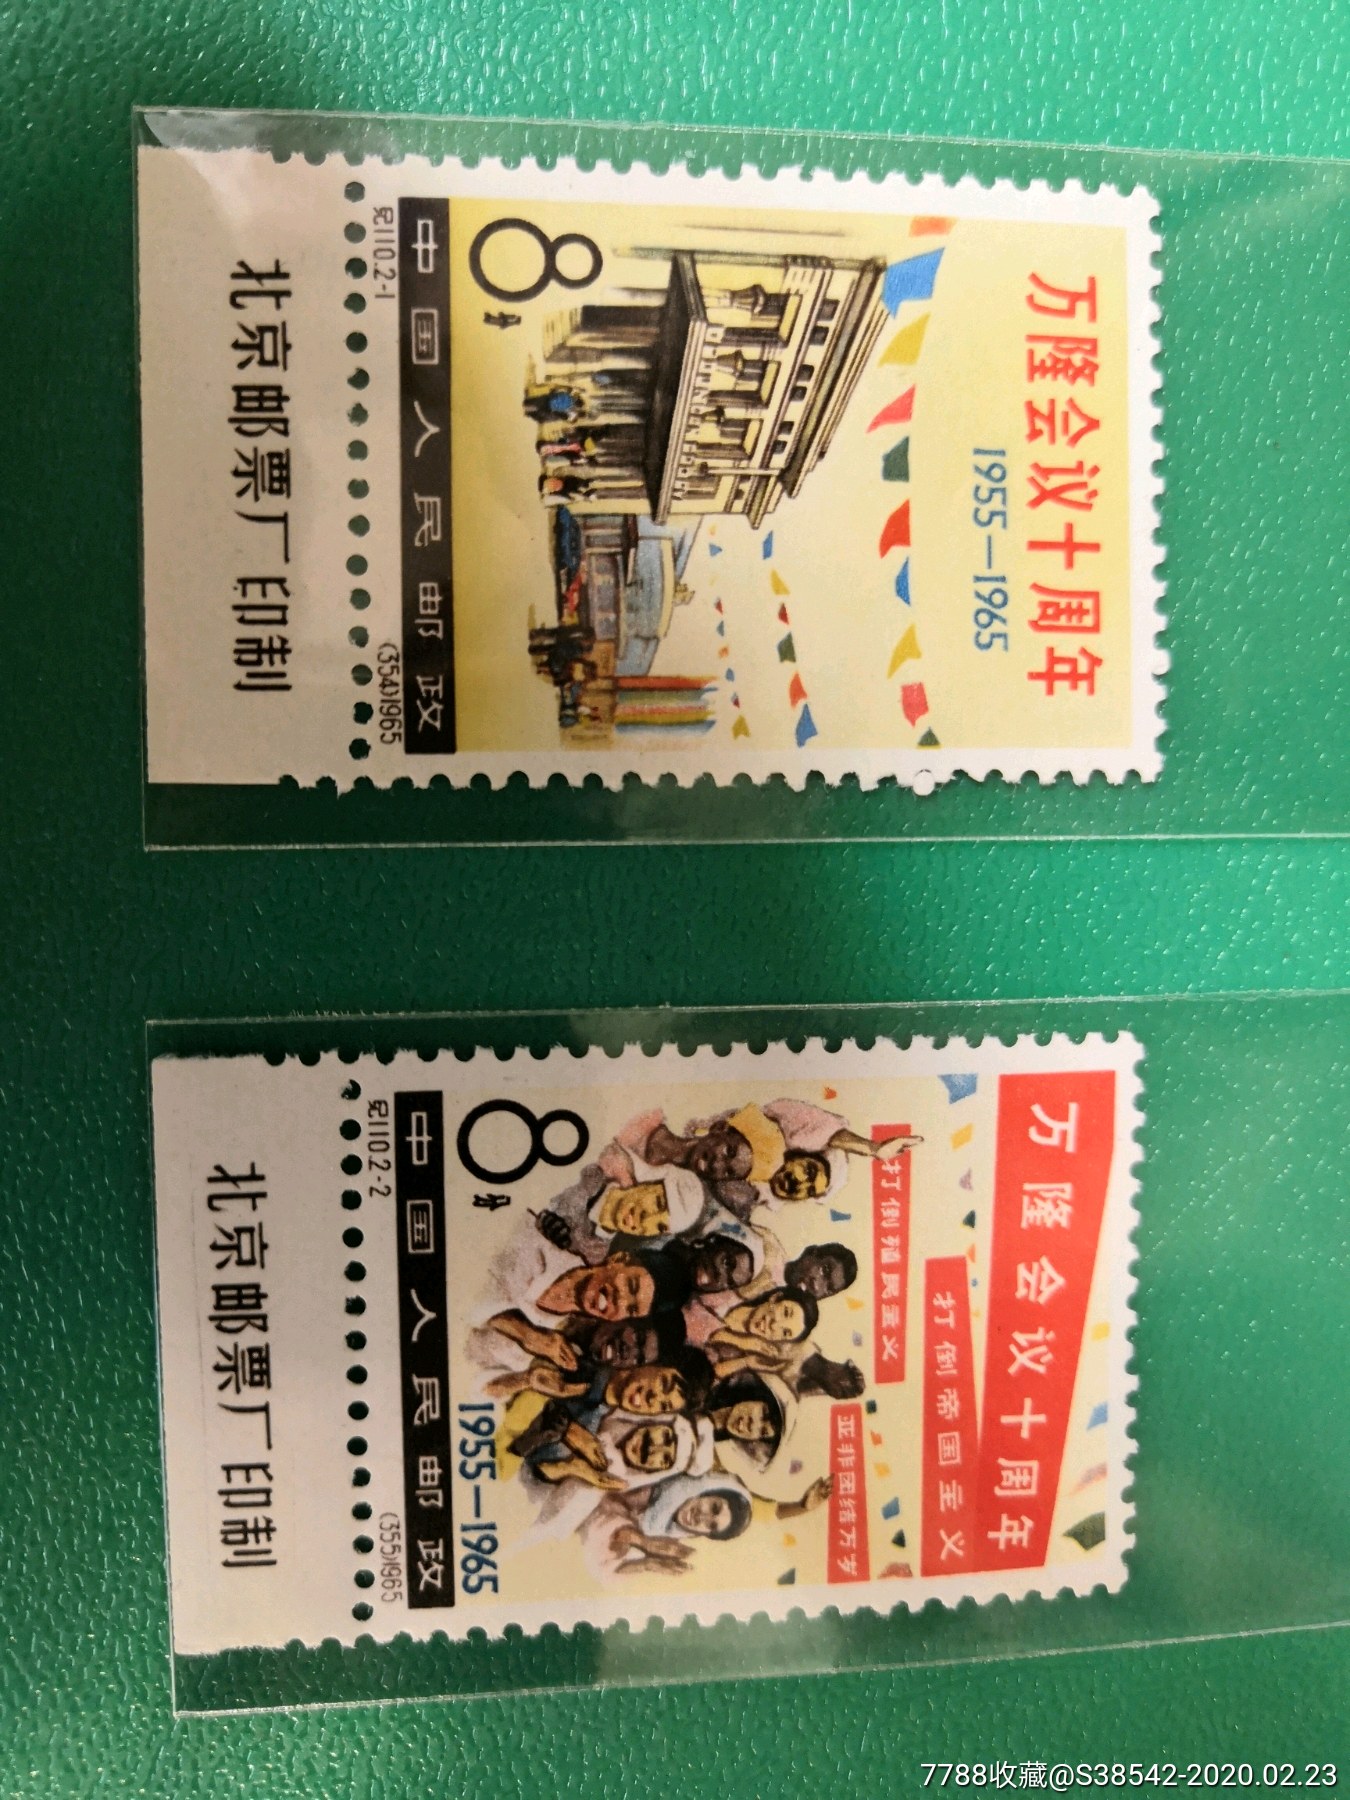 万隆会议十周年
1955—1965
8分
中国人民邮政
纪110.2-1
(354)1965
北京邮票厂印制
万隆会议十周年
打倒帝国主义
打倒殖民主义
亚非团结万岁
8分
1955—1965
中国人民邮政
纪110.2-2
(355)1965
北京邮票厂印制
7788收藏@S38542-2020.02.23